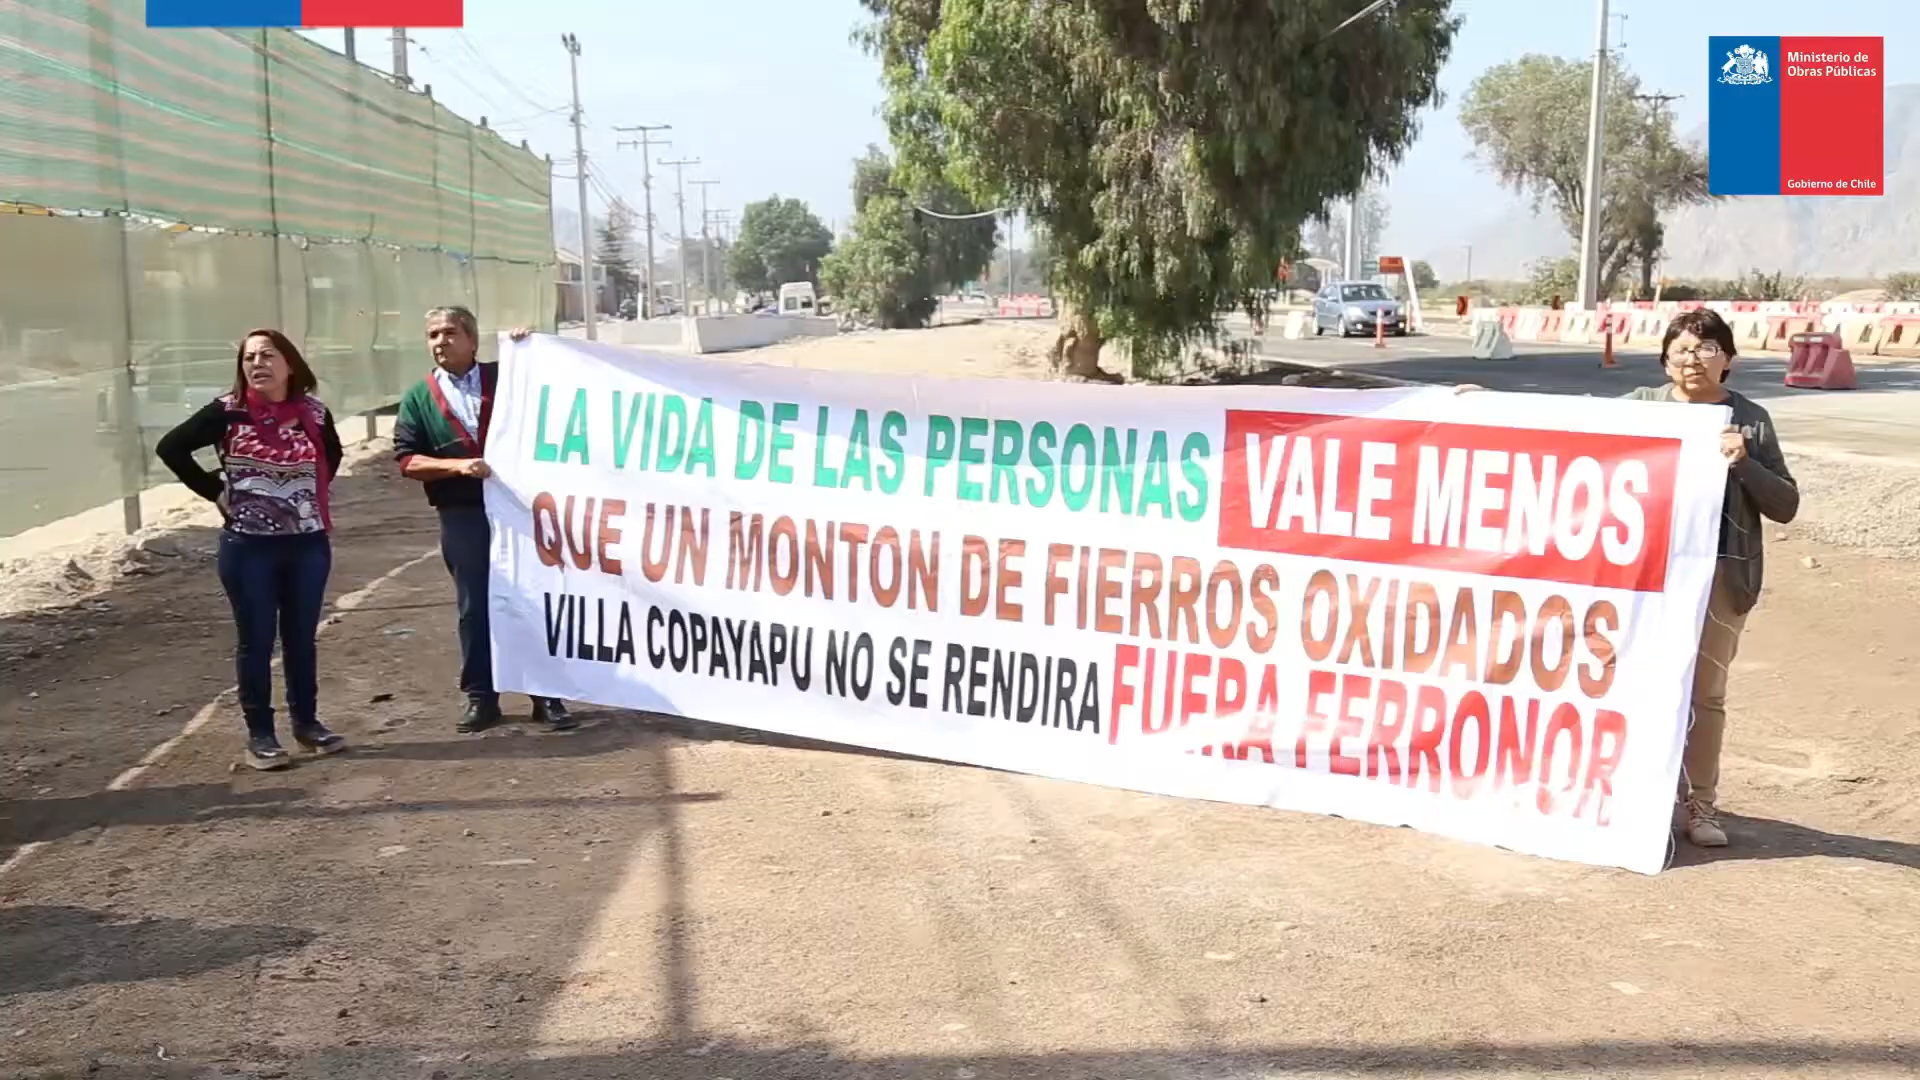 Ministerio de
Obras Públicas
Gobierno de Chile
LA VIDA DE LAS PERSONAS VALE MENOS
QUE UN MONTON DE FIERROS OXIDADOS
VILLA COPAYAPU NO SE RENDIRA FUERA FERRONOR